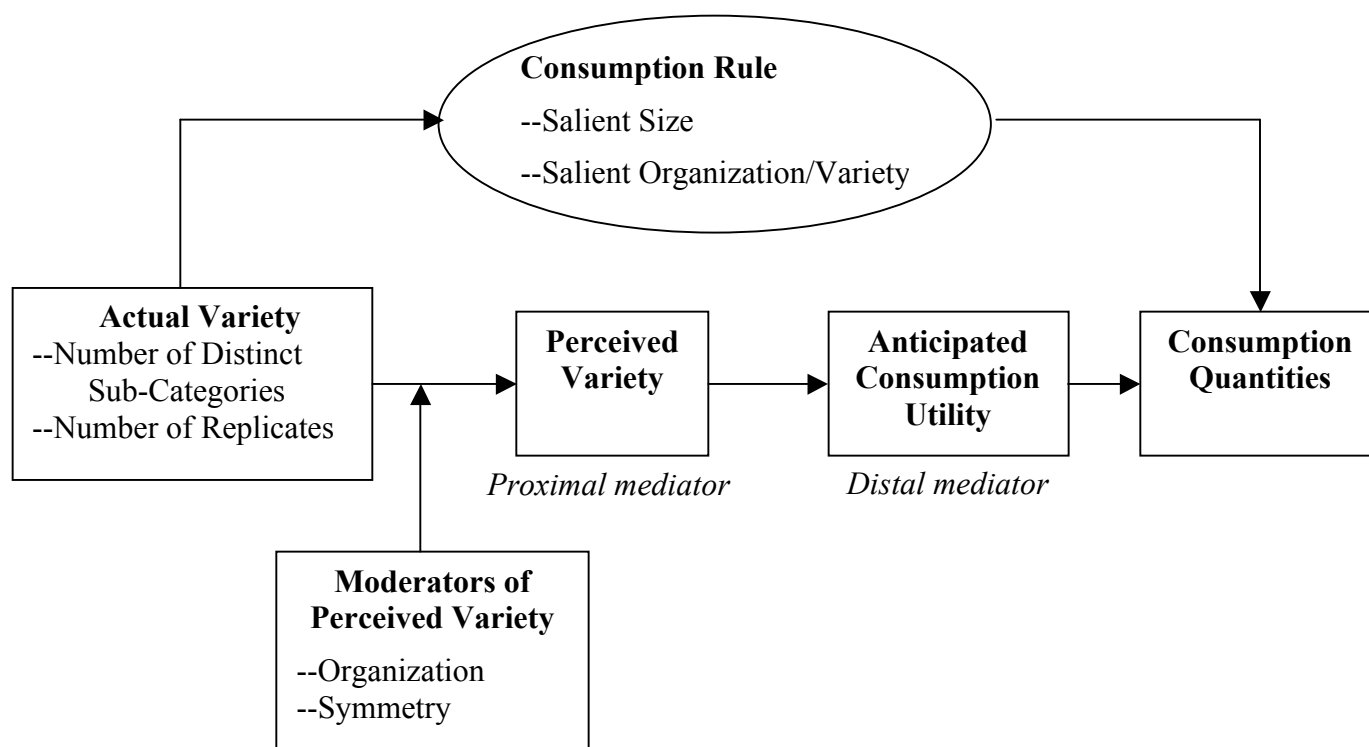 Consumption Rule
--Salient Size
--Salient Organization/Variety
Actual Variety
--Number of Distinct
Sub-Categories
--Number of Replicates
Perceived
Variety
Proximal mediator
Anticipated
Consumption
Utility
Distal mediator
Consumption
Quantities
Moderators of
Perceived Variety
--Organization
--Symmetry